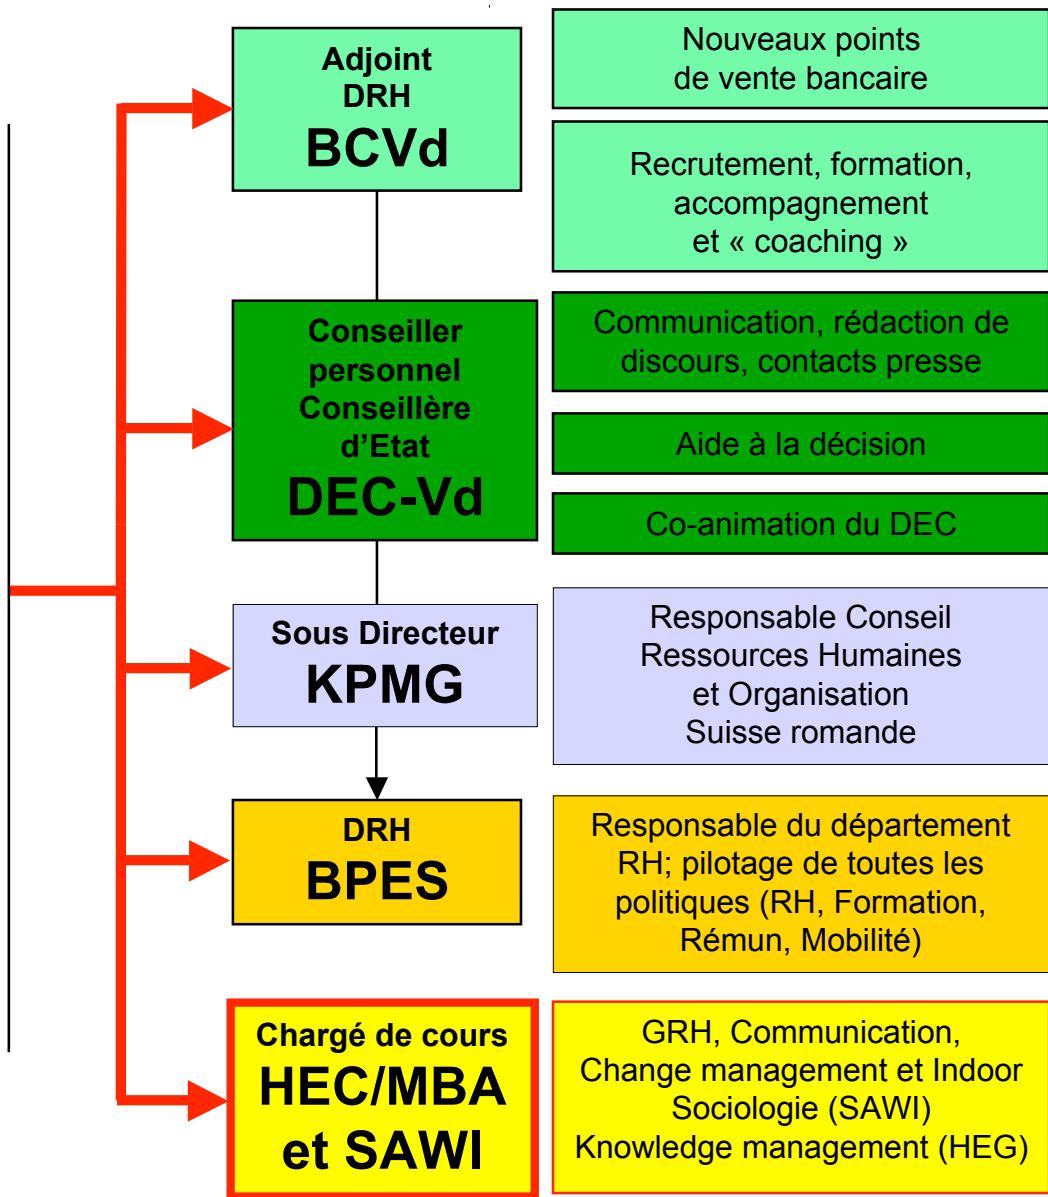 Adjoint
DRH
BCVd
Nouveaux points
de vente bancaire
Recrutement, formation,
accompagnement
et « coaching »
Conseiller
personnel
Conseillère
d’Etat
DEC-Vd
Communication, rédaction de
discours, contacts presse
Aide à la décision
Co-animation du DEC
Sous Directeur
KPMG
Responsable Conseil
Ressources Humaines
et Organisation
Suisse romande
DRH
BPES
Responsable du département
RH; pilotage de toutes les
politiques (RH, Formation,
Rémun, Mobilité)
Chargé de cours
HEC/MBA
et SAWI
GRH, Communication,
Change management et Indoor
Sociologie (SAWI)
Knowledge management (HEG)